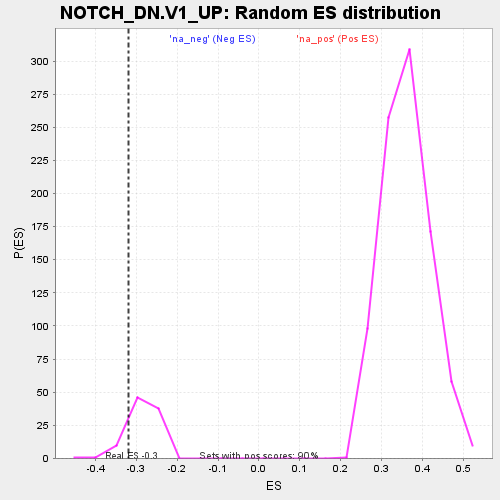 NOTCH_DN.V1_UP: Random ES distribution
'na_neg' (Neg ES) 'na_pos' (Pos ES)
300
275
250
225
200
175
150
125
100
75
50
25
0
P(ES)
Real ES -0.3 Sets with pos scores: 90%
-0.4 -0.3 -0.2 -0.1 0.0 0.1 0.2 0.3 0.4 0.5
ES